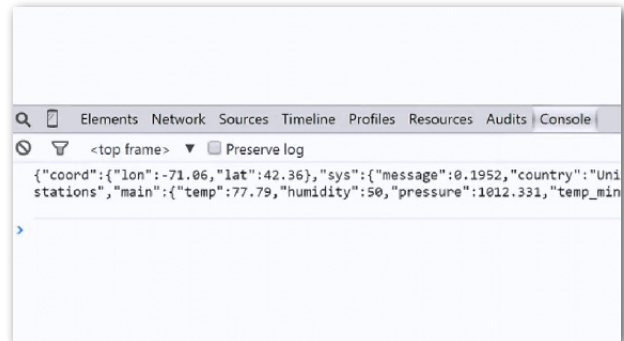 Elements Network Sources Timeline Profiles Resources Audits Console
<top frame> ▼ Preserve log
{"coord":{"lon":-71.06,"lat":42.36},"sys":{"message":0.1952,"country":"Uni
stations","main":{"temp":77.79,"humidity":50,"pressure":1012.331,"temp_min
>